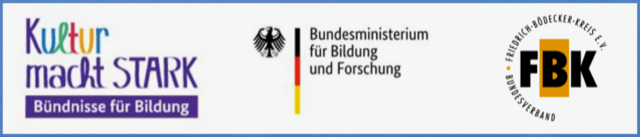 Kultur
macht STARK
Bündnisse für Bildung
Bundesministerium
für Bildung
und Forschung
FRIEDRICH-BÖDECKER-KREIS E.V.
FBK
BUNDESVERBAND